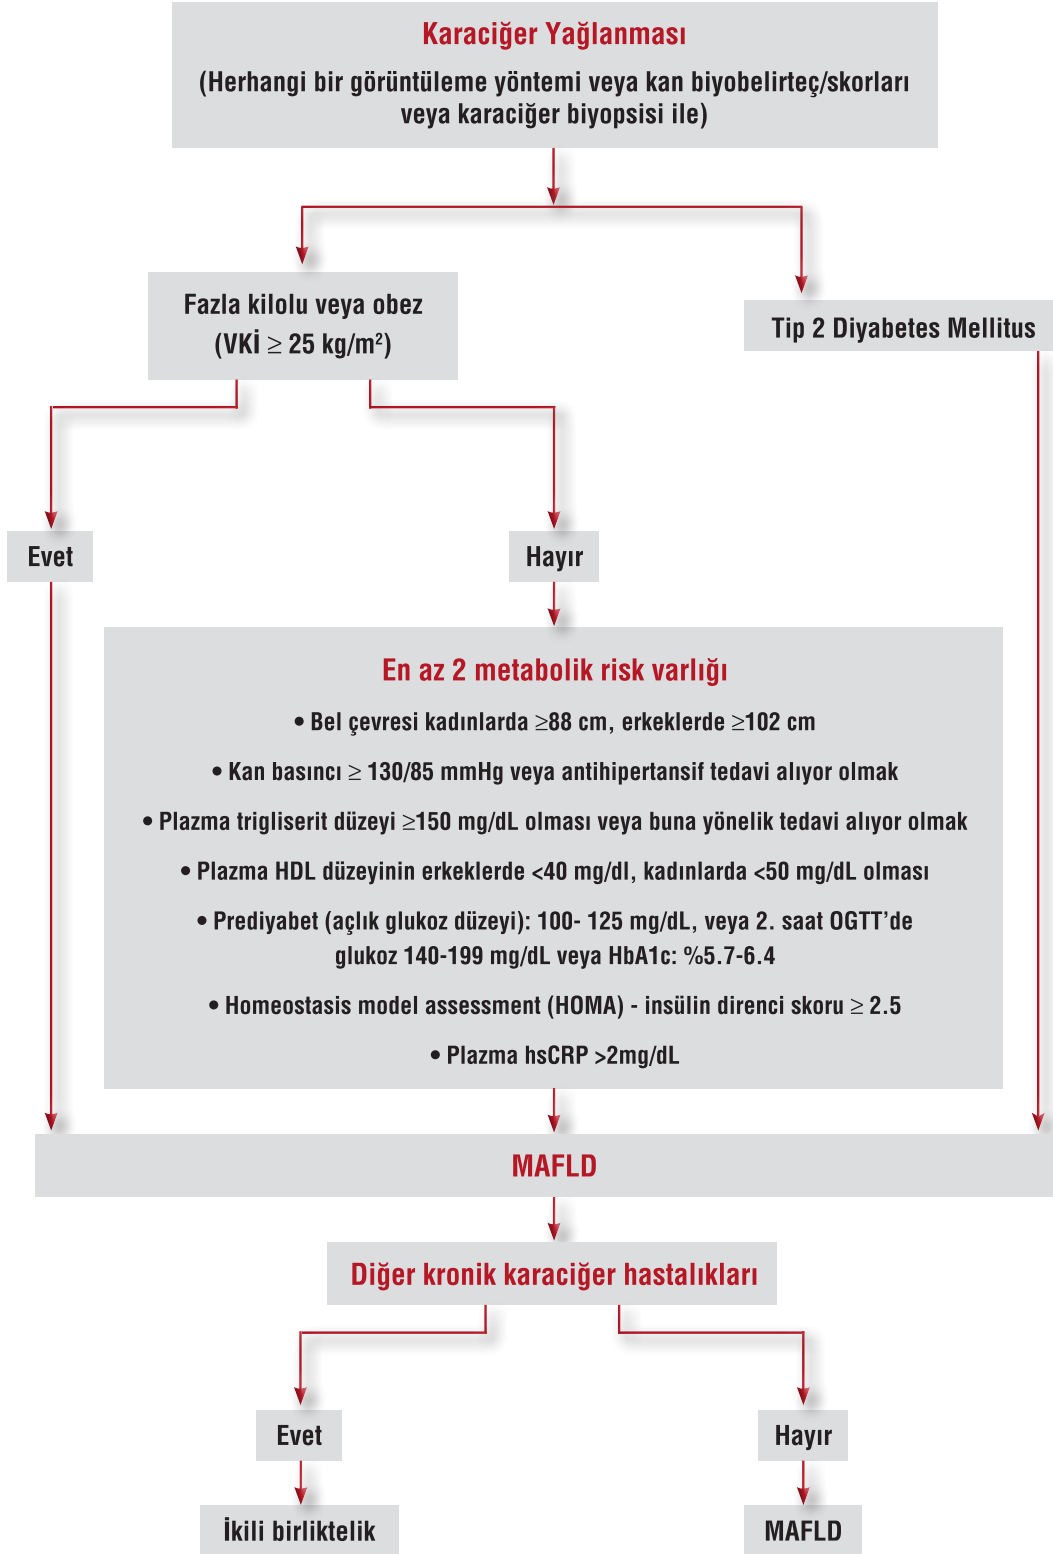 Karaciğer Yağlanması
(Herhangi bir görüntüleme yöntemi veya kan biyobelirteç/skorları
veya karaciğer biyopsisi ile)
Fazla kilolu veya obez
(VKİ ≥ 25 kg/m²)
Tip 2 Diyabetes Mellitus
Evet
Hayır
En az 2 metabolik risk varlığı
• Bel çevresi kadınlarda ≥88 cm, erkeklerde ≥102 cm
• Kan basıncı ≥ 130/85 mmHg veya antihipertansif tedavi alıyor olmak
• Plazma trigliserit düzeyi ≥150 mg/dL olması veya buna yönelik tedavi alıyor olmak
• Plazma HDL düzeyinin erkeklerde <40 mg/dl, kadınlarda <50 mg/dL olması
• Prediyabet (açlık glukoz düzeyi): 100- 125 mg/dL, veya 2. saat OGTT’de
glukoz 140-199 mg/dL veya HbA1c: %5.7-6.4
• Homeostasis model assessment (HOMA) - insülin direnci skoru ≥ 2.5
• Plazma hsCRP >2mg/dL
MAFLD
Diğer kronik karaciğer hastalıkları
Evet
Hayır
İkili birliktelik
MAFLD